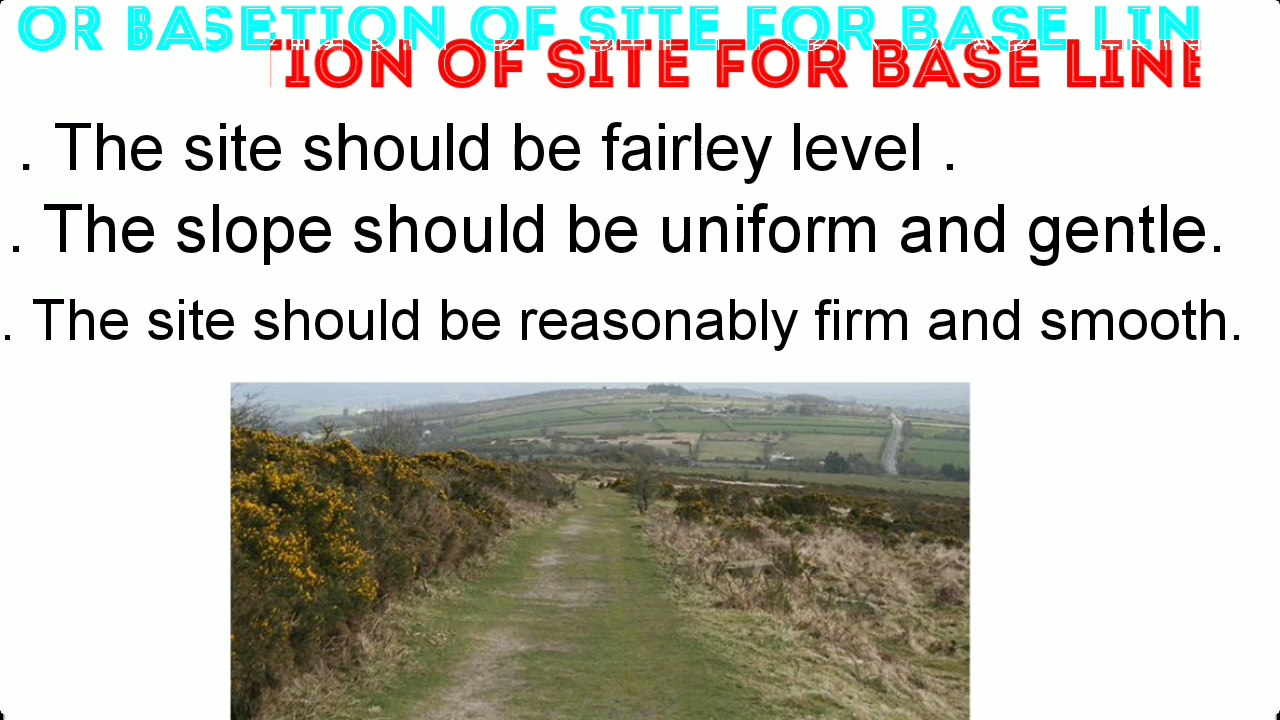 OR BASETION OF SITE FOR BASE LIN
TION OF SITE FOR BASE LINE
. The site should be fairley level .
. The slope should be uniform and gentle.
. The site should be reasonably firm and smooth.